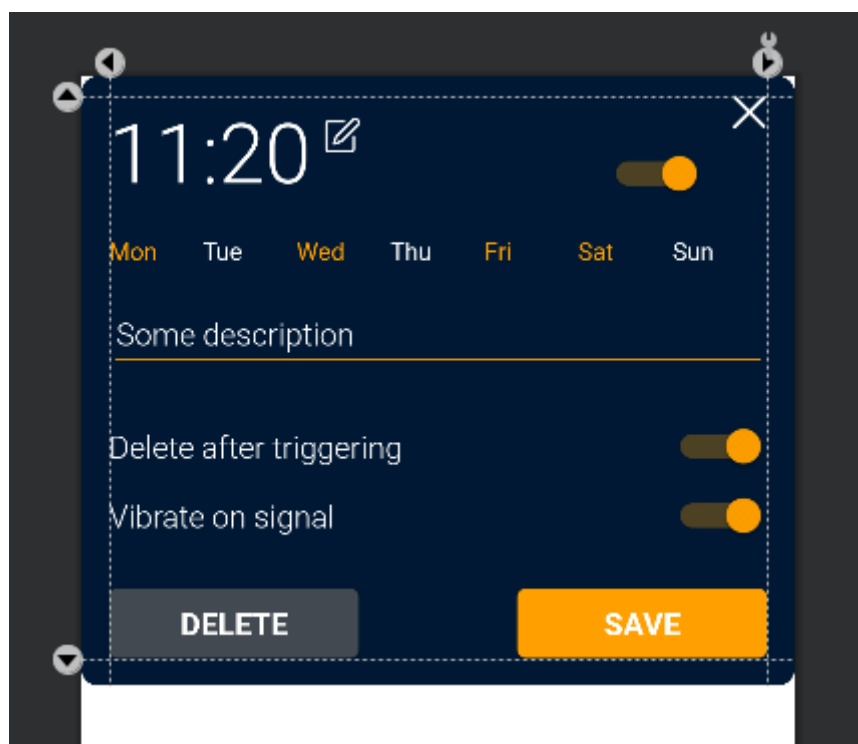 11:20
Mon Tue Wed Thu Fri Sat Sun
Some description
Delete after triggering
Vibrate on signal
DELETE SAVE